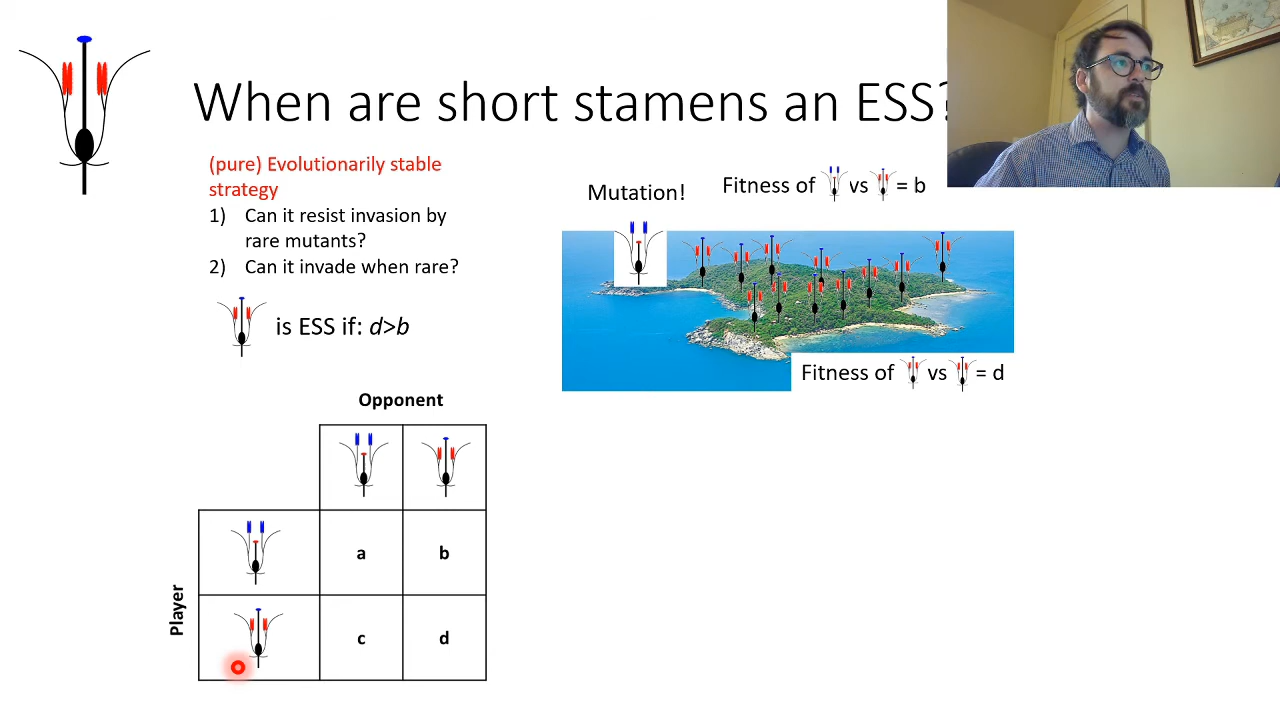 When are short stamens an ESS?
(pure) Evolutionarily stable
strategy
1) Can it resist invasion by
rare mutants?
2) Can it invade when rare?
is ESS if: d>b
Mutation!
Fitness of vs = b
Fitness of vs = d
Opponent
Player
a b
c d